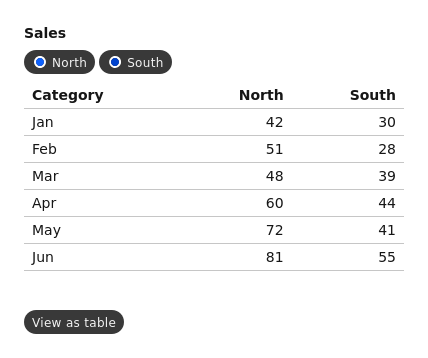 Sales
North South
Category North South
Jan 42 30
Feb 51 28
Mar 48 39
Apr 60 44
May 72 41
Jun 81 55
View as table